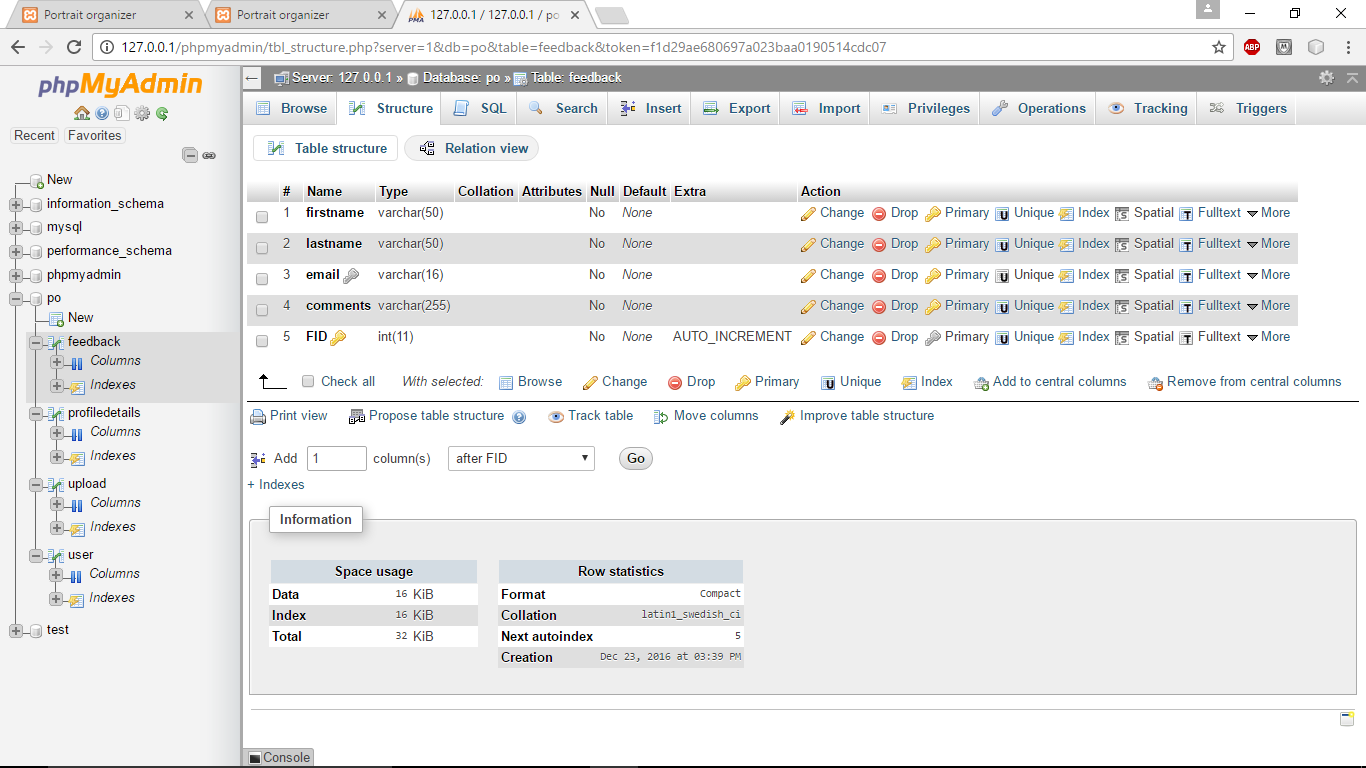 Portrait organizer
Portrait organizer
127.0.0.1 / 127.0.0.1 / po
127.0.0.1/phpmyadmin/tbl_structure.php?server=1&db=po&table=feedback&token=f1d29ae680697a023baa0190514cdc07
ABP
phpMyAdmin
Recent Favorites
New
information_schema
mysql
performance_schema
phpmyadmin
po
New
feedback
Columns
Indexes
profiledetails
Columns
Indexes
upload
Columns
Indexes
user
Columns
Indexes
test
Server: 127.0.0.1 » Database: po » Table: feedback
Browse Structure SQL Search Insert Export Import Privileges Operations Tracking Triggers
Table structure Relation view
# Name Type Collation Attributes Null Default Extra Action
1 firstname varchar(50) No None Change Drop Primary Unique Index Spatial Fulltext More
2 lastname varchar(50) No None Change Drop Primary Unique Index Spatial Fulltext More
3 email varchar(16) No None Change Drop Primary Unique Index Spatial Fulltext More
4 comments varchar(255) No None Change Drop Primary Unique Index Spatial Fulltext More
5 FID int(11) No None AUTO_INCREMENT Change Drop Primary Unique Index Spatial Fulltext More
Check all With selected: Browse Change Drop Primary Unique Index Add to central columns Remove from central columns
Print view Propose table structure Track table Move columns Improve table structure
Add 1 column(s) after FID Go
+ Indexes
Information
Space usage
Data 16 KiB
Index 16 KiB
Total 32 KiB
Row statistics
Format Compact
Collation latin1_swedish_ci
Next autoindex 5
Creation Dec 23, 2016 at 03:39 PM
Console